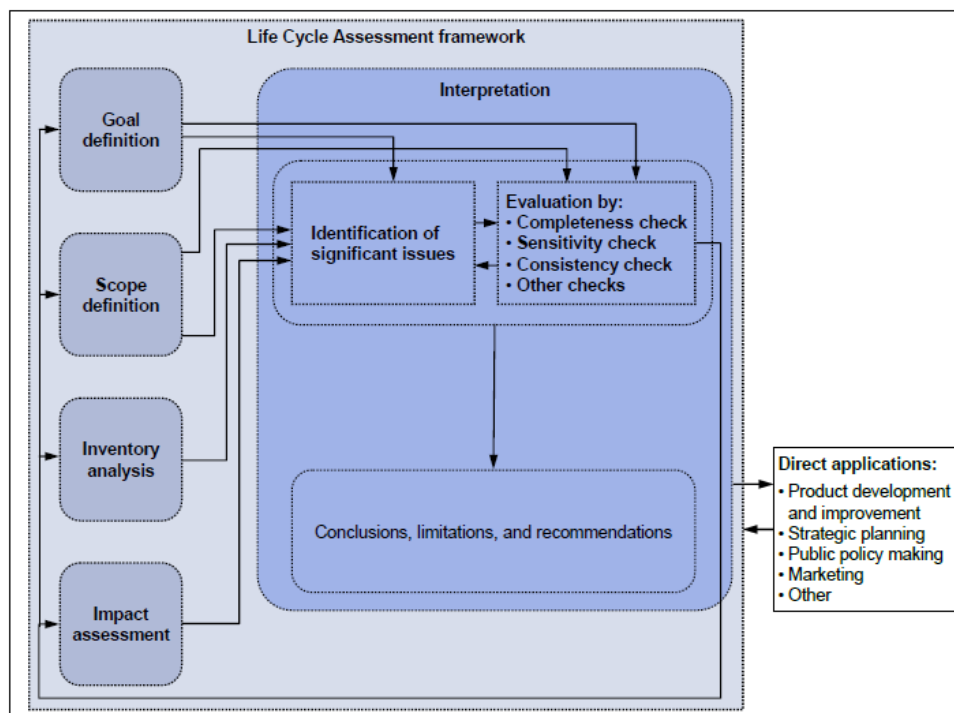 Life Cycle Assessment framework
Goal
definition
Scope
definition
Inventory
analysis
Impact
assessment
Interpretation
Identification of
significant issues
Evaluation by:
• Completeness check
• Sensitivity check
• Consistency check
• Other checks
Conclusions, limitations, and recommendations
Direct applications:
• Product development
and improvement
• Strategic planning
• Public policy making
• Marketing
• Other